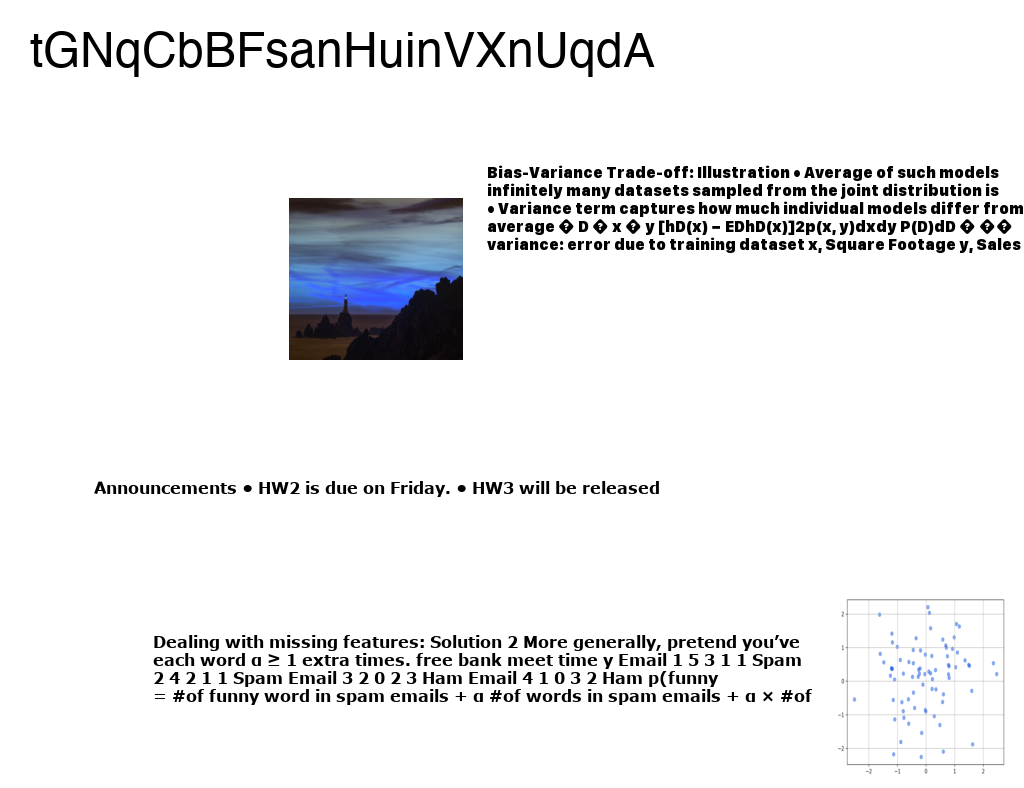 tGNqCbBFsanHuinVXnUqdA
Bias-Variance Trade-off: Illustration • Average of such models
infinitely many datasets sampled from the joint distribution is
• Variance term captures how much individual models differ from
average � D � x � y [hD(x) − EDhD(x)]2p(x, y)dxdy P(D)dD � ��
variance: error due to training dataset x, Square Footage y, Sales
Announcements • HW2 is due on Friday. • HW3 will be released
Dealing with missing features: Solution 2 More generally, pretend you’ve
each word α ≥ 1 extra times. free bank meet time y Email 1 5 3 1 1 Spam
2 4 2 1 1 Spam Email 3 2 0 2 3 Ham Email 4 1 0 3 2 Ham p(funny
= #of funny word in spam emails + α #of words in spam emails + α × #of
2
1
0
−1
−2
−2 −1 0 1 2